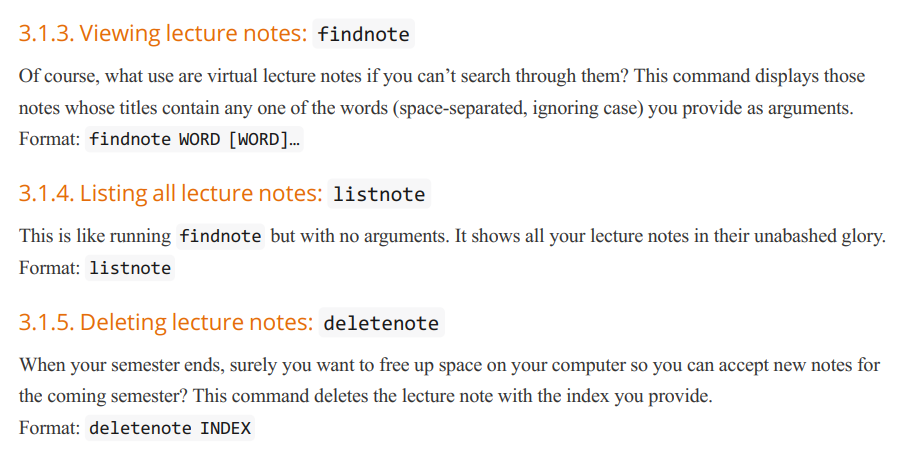 3.1.3. Viewing lecture notes: findnote
Of course, what use are virtual lecture notes if you can’t search through them? This command displays those
notes whose titles contain any one of the words (space-separated, ignoring case) you provide as arguments.
Format: findnote WORD [WORD]…
3.1.4. Listing all lecture notes: listnote
This is like running findnote but with no arguments. It shows all your lecture notes in their unabashed glory.
Format: listnote
3.1.5. Deleting lecture notes: deletenote
When your semester ends, surely you want to free up space on your computer so you can accept new notes for
the coming semester? This command deletes the lecture note with the index you provide.
Format: deletenote INDEX